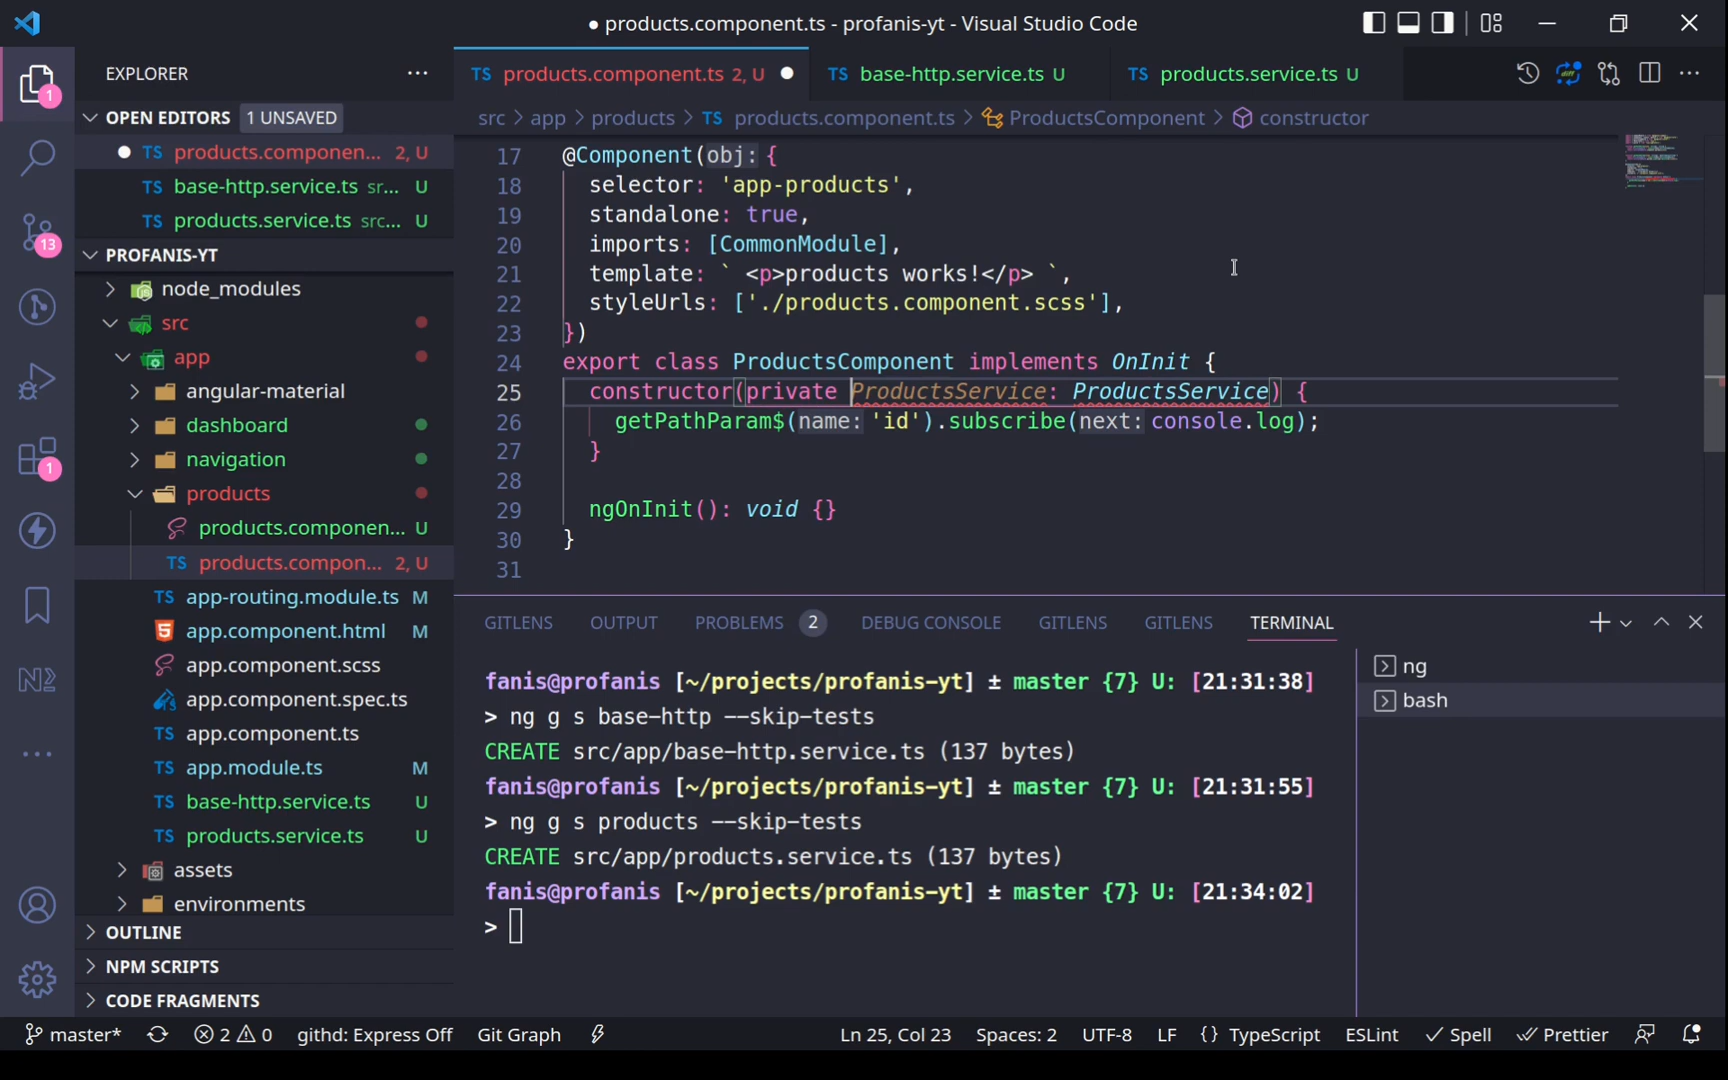 ● products.component.ts - profanis-yt - Visual Studio Code
EXPLORER
OPEN EDITORS 1 UNSAVED
TS products.componen... 2, U
TS base-http.service.ts sr... U
TS products.service.ts src... U
PROFANIS-YT
node_modules
src
app
angular-material
dashboard
navigation
products
products.componen... U
TS products.compon... 2, U
TS app-routing.module.ts M
app.component.html M
app.component.scss
app.component.spec.ts
TS app.component.ts
TS app.module.ts M
TS base-http.service.ts U
TS products.service.ts U
assets
environments
OUTLINE
NPM SCRIPTS
CODE FRAGMENTS
1
13
1
TS products.component.ts 2, U
TS base-http.service.ts U
TS products.service.ts U
src > app > products > TS products.component.ts > ProductsComponent > constructor
17 @Component(obj: {
18 selector: 'app-products',
19 standalone: true,
20 imports: [CommonModule],
21 template: ` <p>products works!</p> `,
22 styleUrls: ['./products.component.scss'],
23 })
24 export class ProductsComponent implements OnInit {
25 constructor(private ProductsService: ProductsService) {
26 getPathParam$(name: 'id').subscribe(next: console.log);
27 }
28
29 ngOnInit(): void {}
30 }
31
GITLENS OUTPUT PROBLEMS 2 DEBUG CONSOLE GITLENS GITLENS TERMINAL
fanis@profanis [~/projects/profanis-yt] ± master {7} U: [21:31:38]
> ng g s base-http --skip-tests
CREATE src/app/base-http.service.ts (137 bytes)
fanis@profanis [~/projects/profanis-yt] ± master {7} U: [21:31:55]
> ng g s products --skip-tests
CREATE src/app/products.service.ts (137 bytes)
fanis@profanis [~/projects/profanis-yt] ± master {7} U: [21:34:02]
>
ng
bash
master* 2 0 githd: Express Off Git Graph Ln 25, Col 23 Spaces: 2 UTF-8 LF {} TypeScript ESLint Spell Prettier